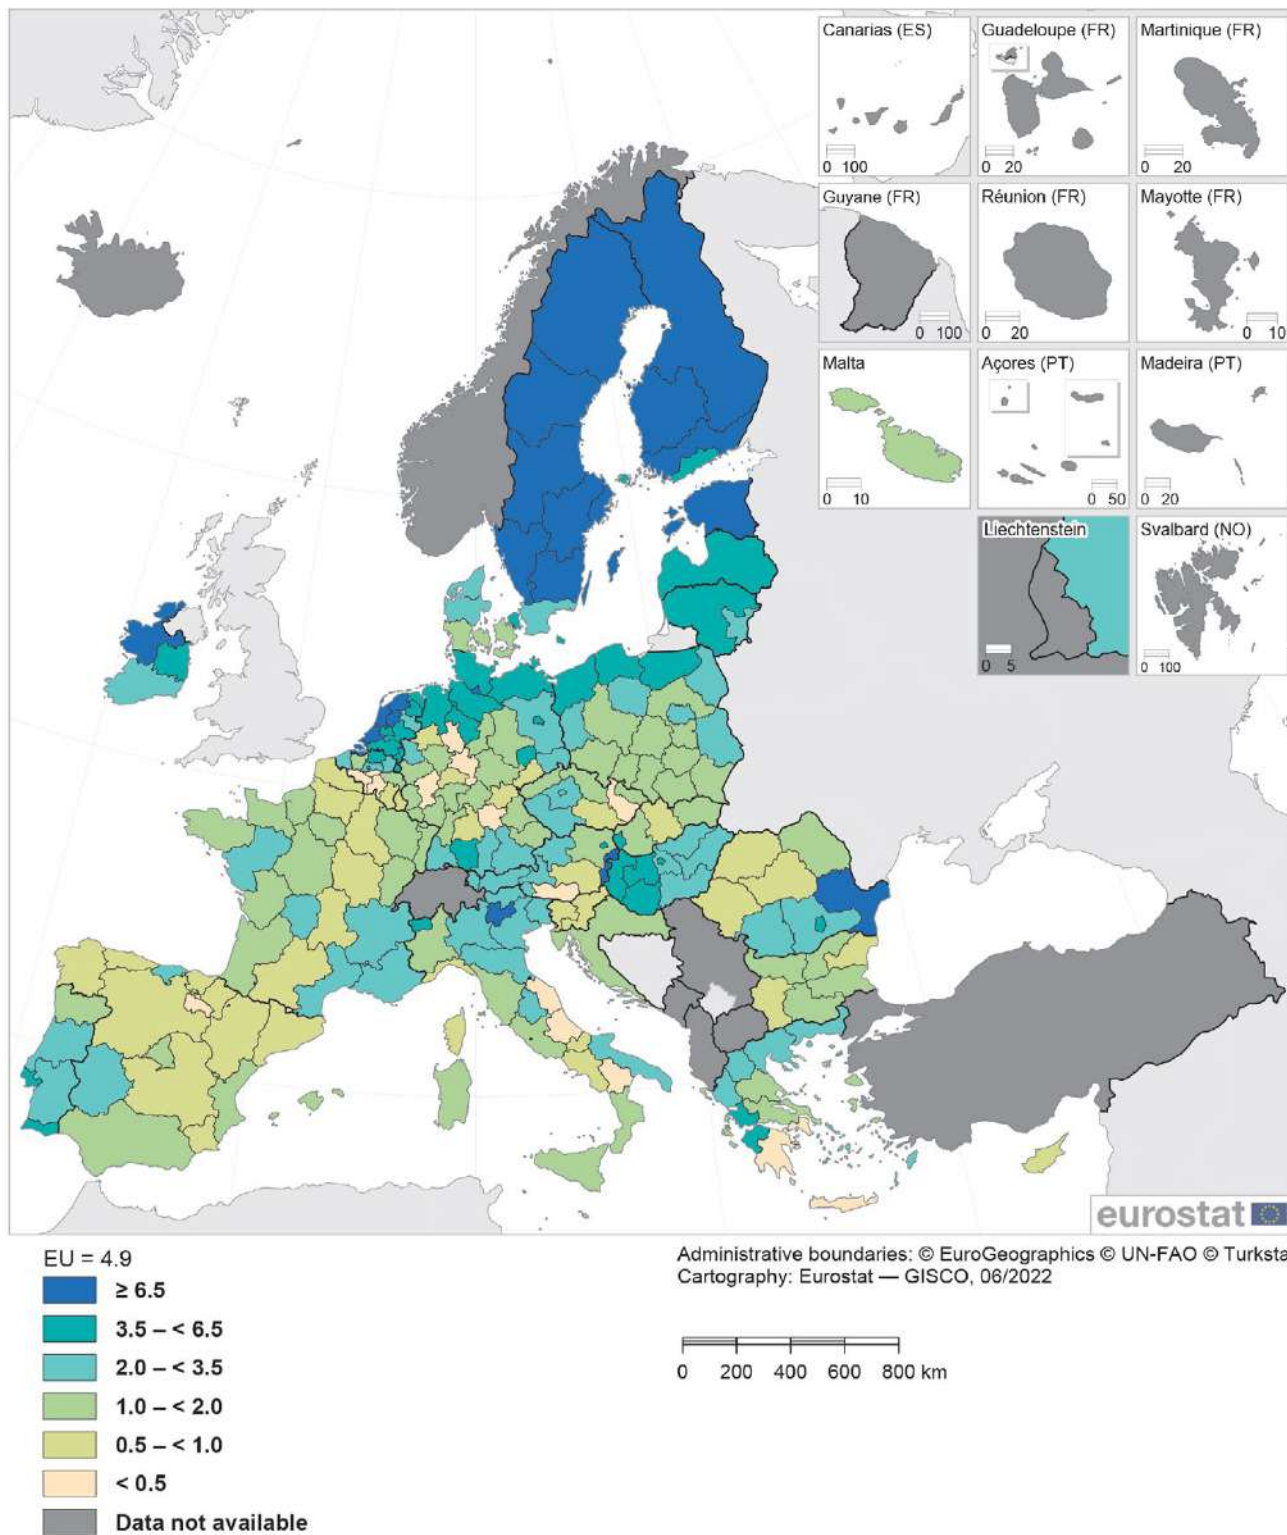 Canarias (ES)
0 100
Guadeloupe (FR)
0 20
Martinique (FR)
0 20
Guyane (FR)
0 100
Réunion (FR)
0 20
Mayotte (FR)
0 10
Malta
0 10
Açores (PT)
0 50
Madeira (PT)
0 20
Liechtenstein
0 5
Svalbard (NO)
0 100
eurostat
EU = 4.9
≥ 6.5
3.5 – < 6.5
2.0 – < 3.5
1.0 – < 2.0
0.5 – < 1.0
< 0.5
Data not available
Administrative boundaries: © EuroGeographics © UN-FAO © Turksta
Cartography: Eurostat — GISCO, 06/2022
0 200 400 600 800 km